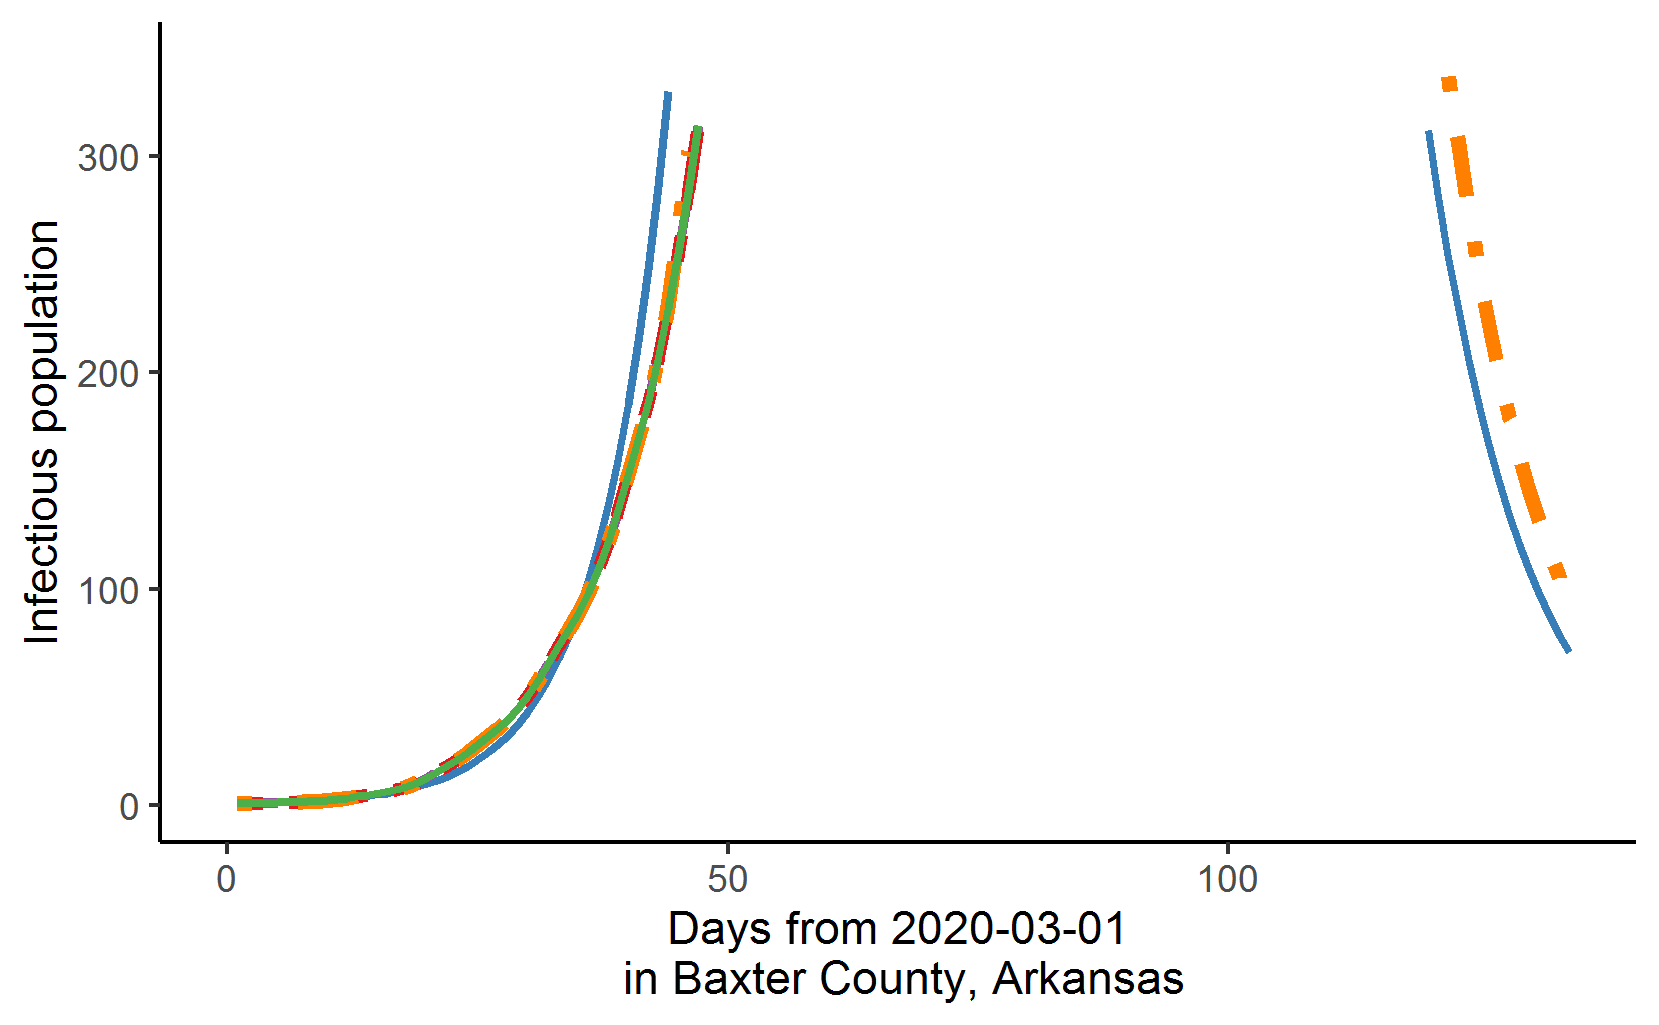 Infectious population
300
200
100
0
0
50
100
Days from 2020-03-01
in Baxter County, Arkansas